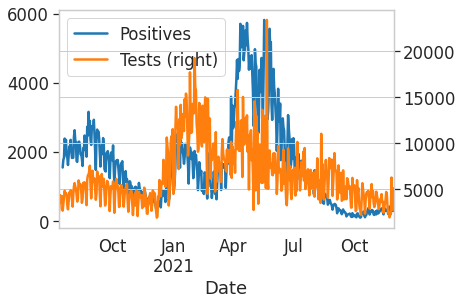 Positives
Tests (right)
6000
4000
2000
0
20000
15000
10000
5000
Oct
Jan
2021
Apr
Jul
Oct
Date